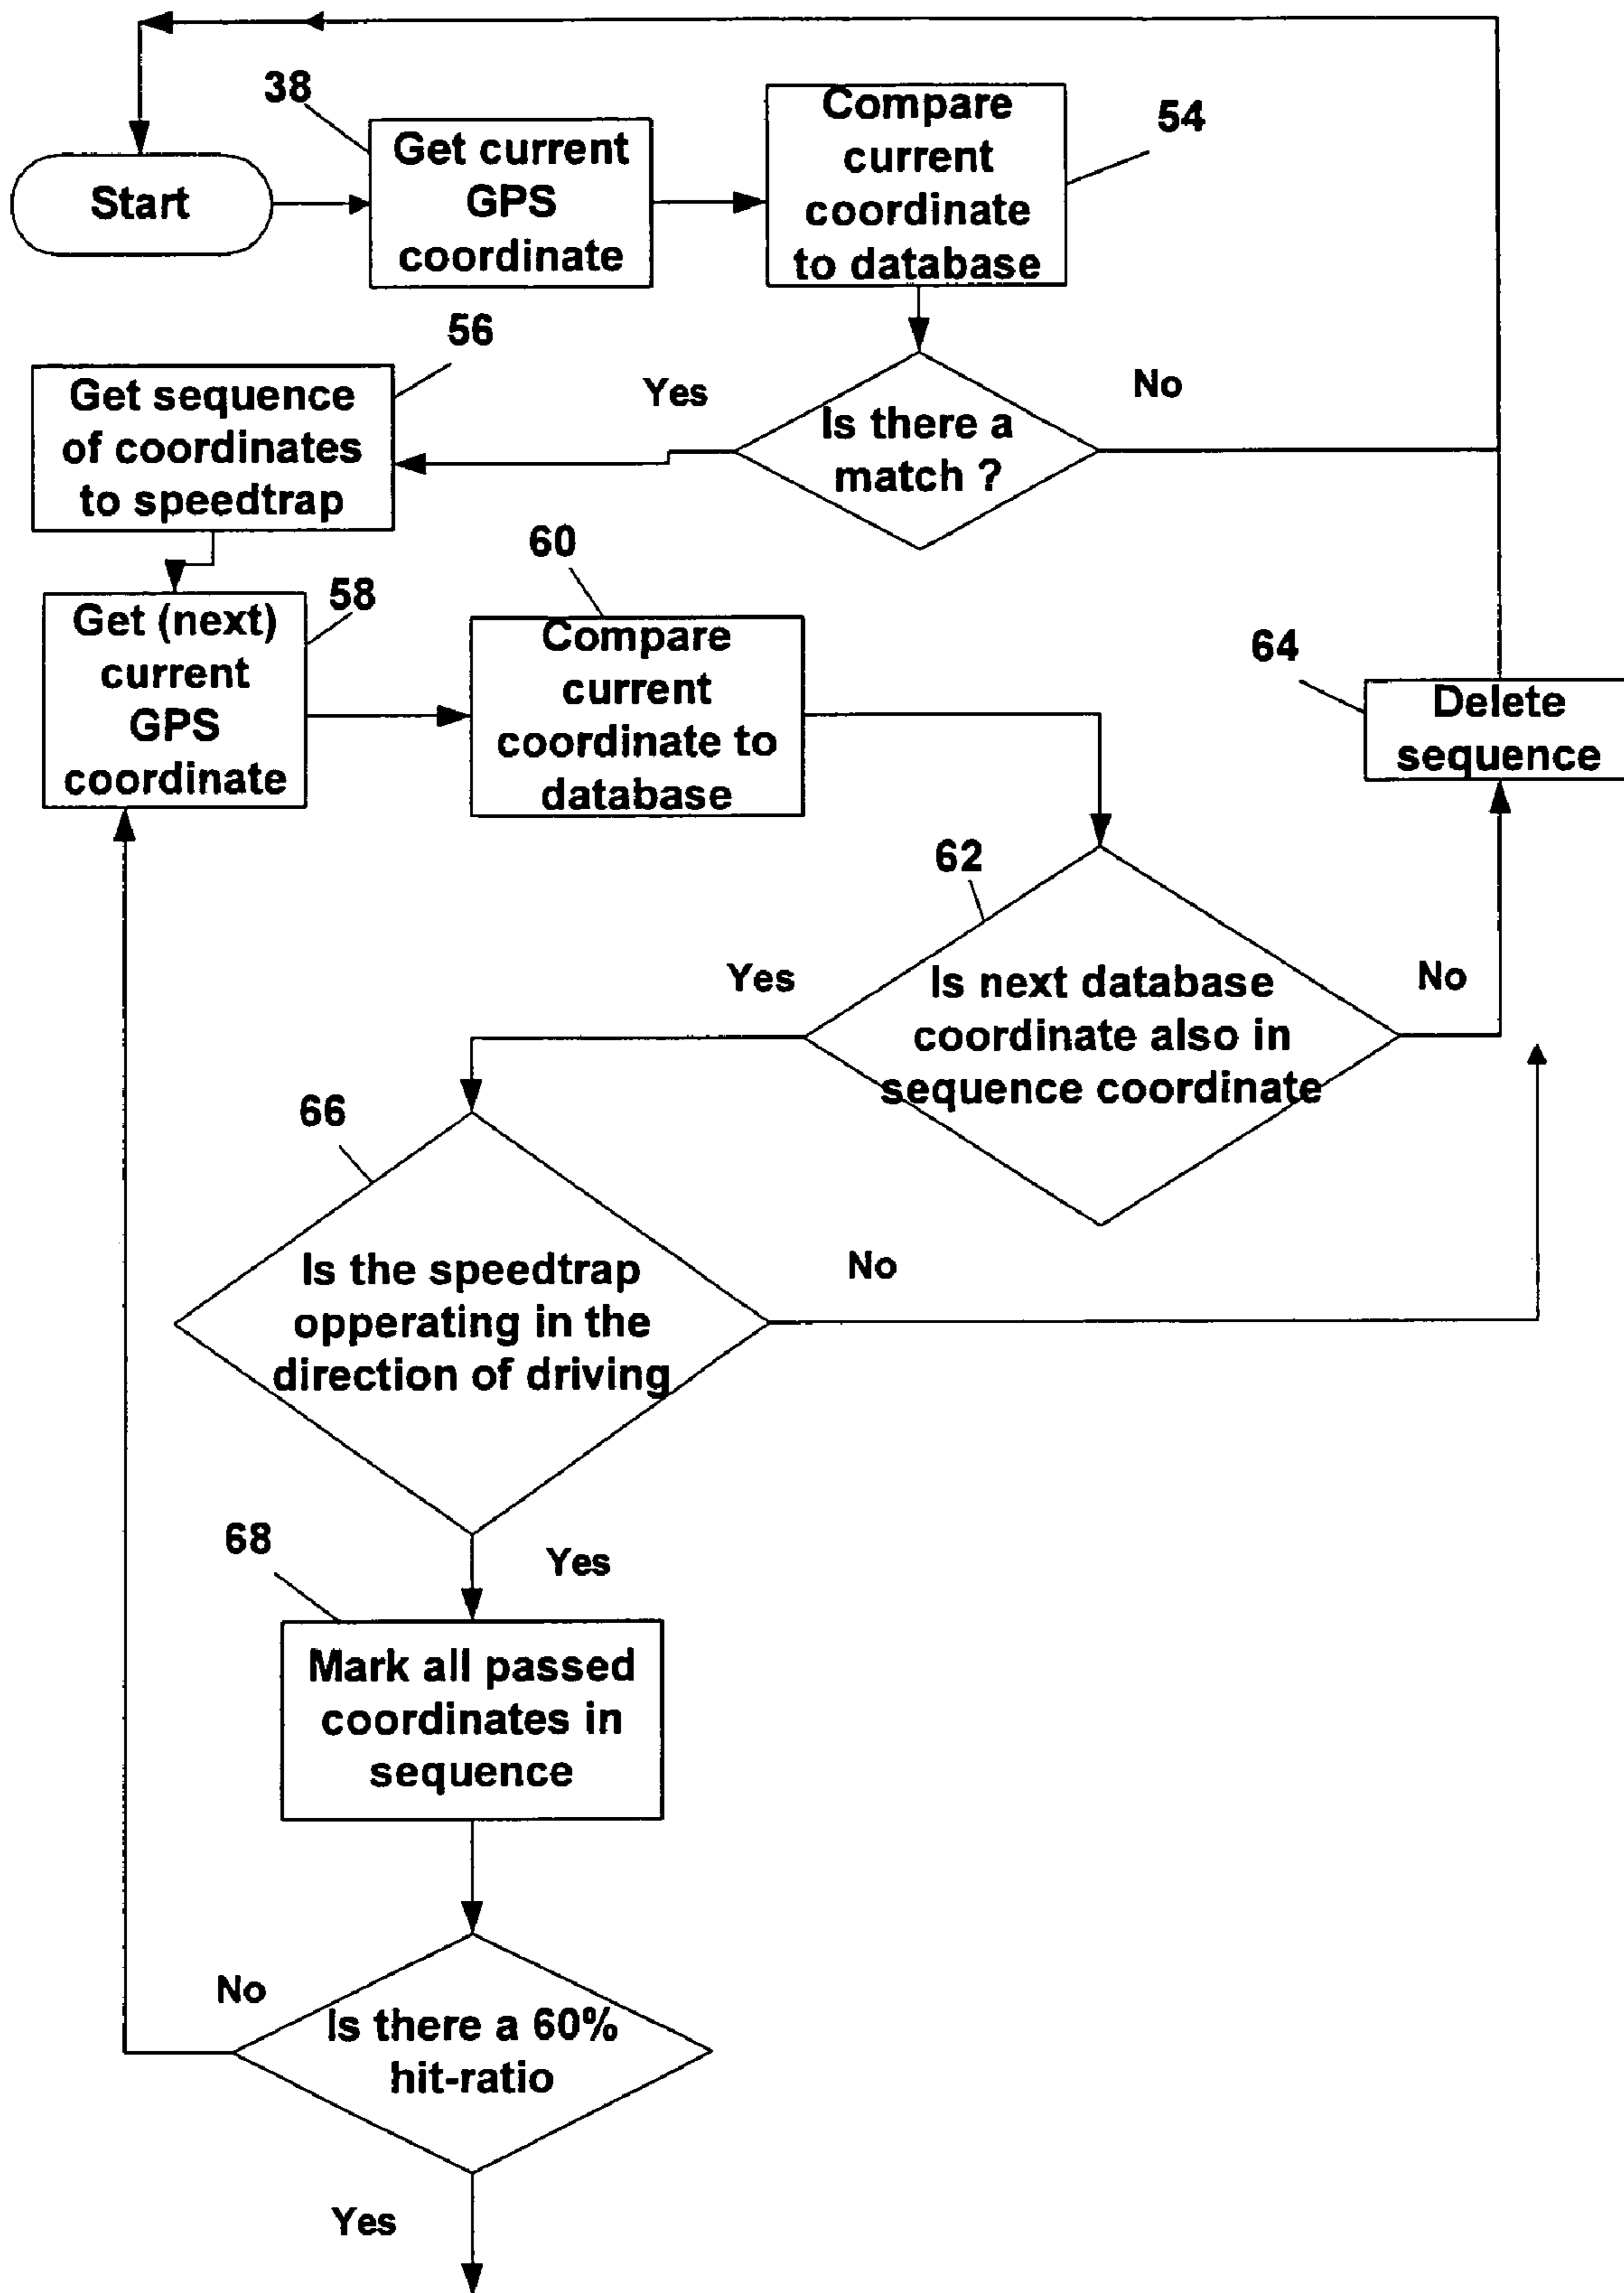 38
Get current
GPS
coordinate
Compare
current
coordinate
to database
54
Start
56
Get sequence
of coordinates
to speedtrap
Yes
Is there a
match ?
No
58
Get (next)
current
GPS
coordinate
60
Compare
current
coordinate to
database
64
Delete
sequence
62
Yes
Is next database
coordinate also in
sequence coordinate
No
66
Is the speedtrap
opperating in the
direction of driving
No
68
Yes
Mark all passed
coordinates in
sequence
No
Is there a 60%
hit-ratio
Yes